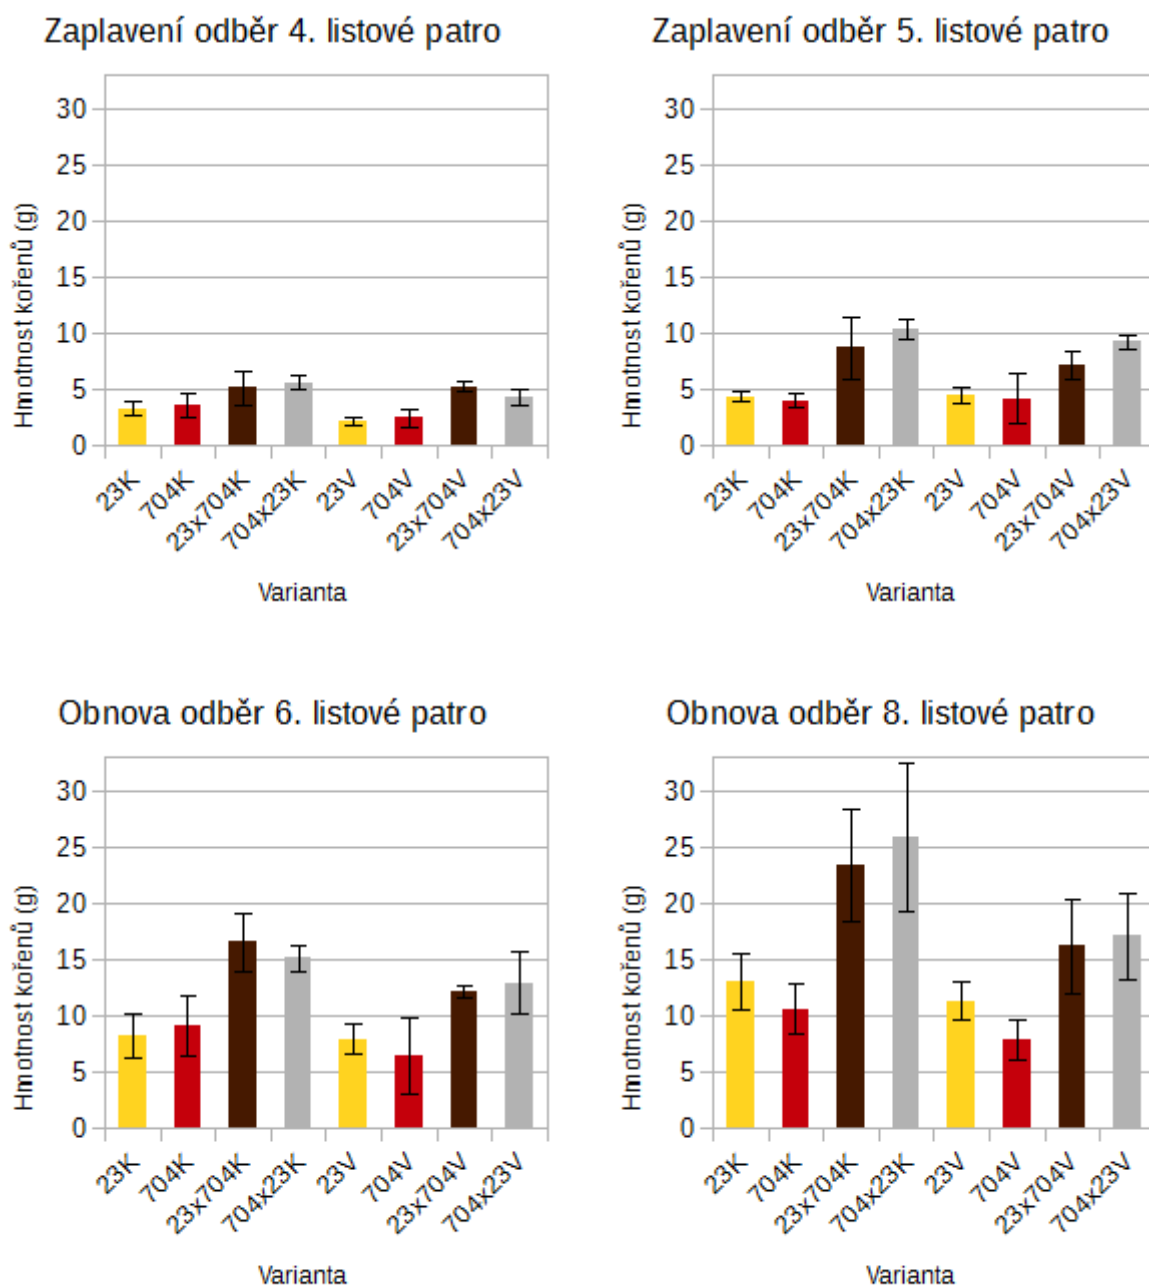 Zaplavení odběr 4. listové patro
Hmotnost kořenů (g)
30
25
20
15
10
5
0
23K
704K
23x704K
704x23K
23V
704V
23x704V
704x23V
Varianta
Zaplavení odběr 5. listové patro
Hmotnost kořenů (g)
30
25
20
15
10
5
0
23K
704K
23x704K
704x23K
23V
704V
23x704V
704x23V
Varianta
Obnova odběr 6. listové patro
Hmotnost kořenů (g)
30
25
20
15
10
5
0
23K
704K
23x704K
704x23K
23V
704V
23x704V
704x23V
Varianta
Obnova odběr 8. listové patro
Hmotnost kořenů (g)
30
25
20
15
10
5
0
23K
704K
23x704K
704x23K
23V
704V
23x704V
704x23V
Varianta